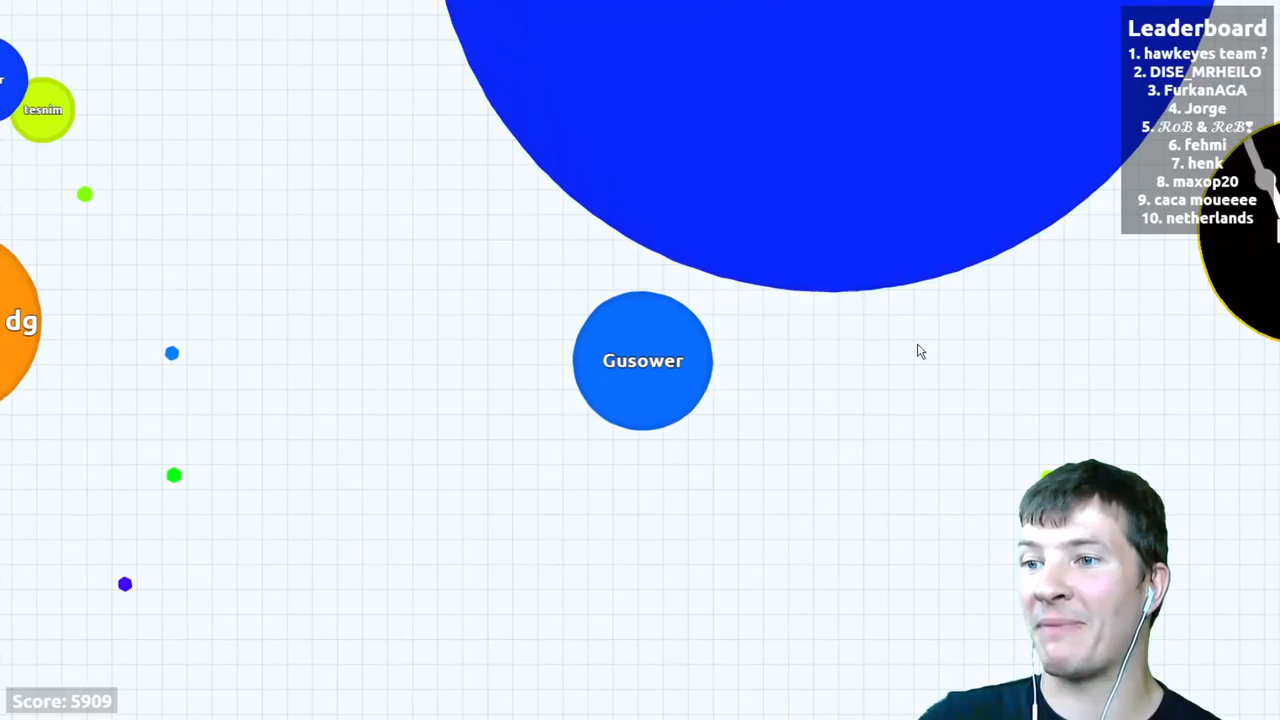 Leaderboard
1. hawkeyes team ?
2. DISE_MRHEILO
3. FurkanAGA
4. Jorge
5. ℛℴℬ & ℛℯℬ❣
6. fehmi
7. henk
8. maxop20
9. caca moueeee
10. netherlands
r
tesnim
dg
Gusower
Score: 5909